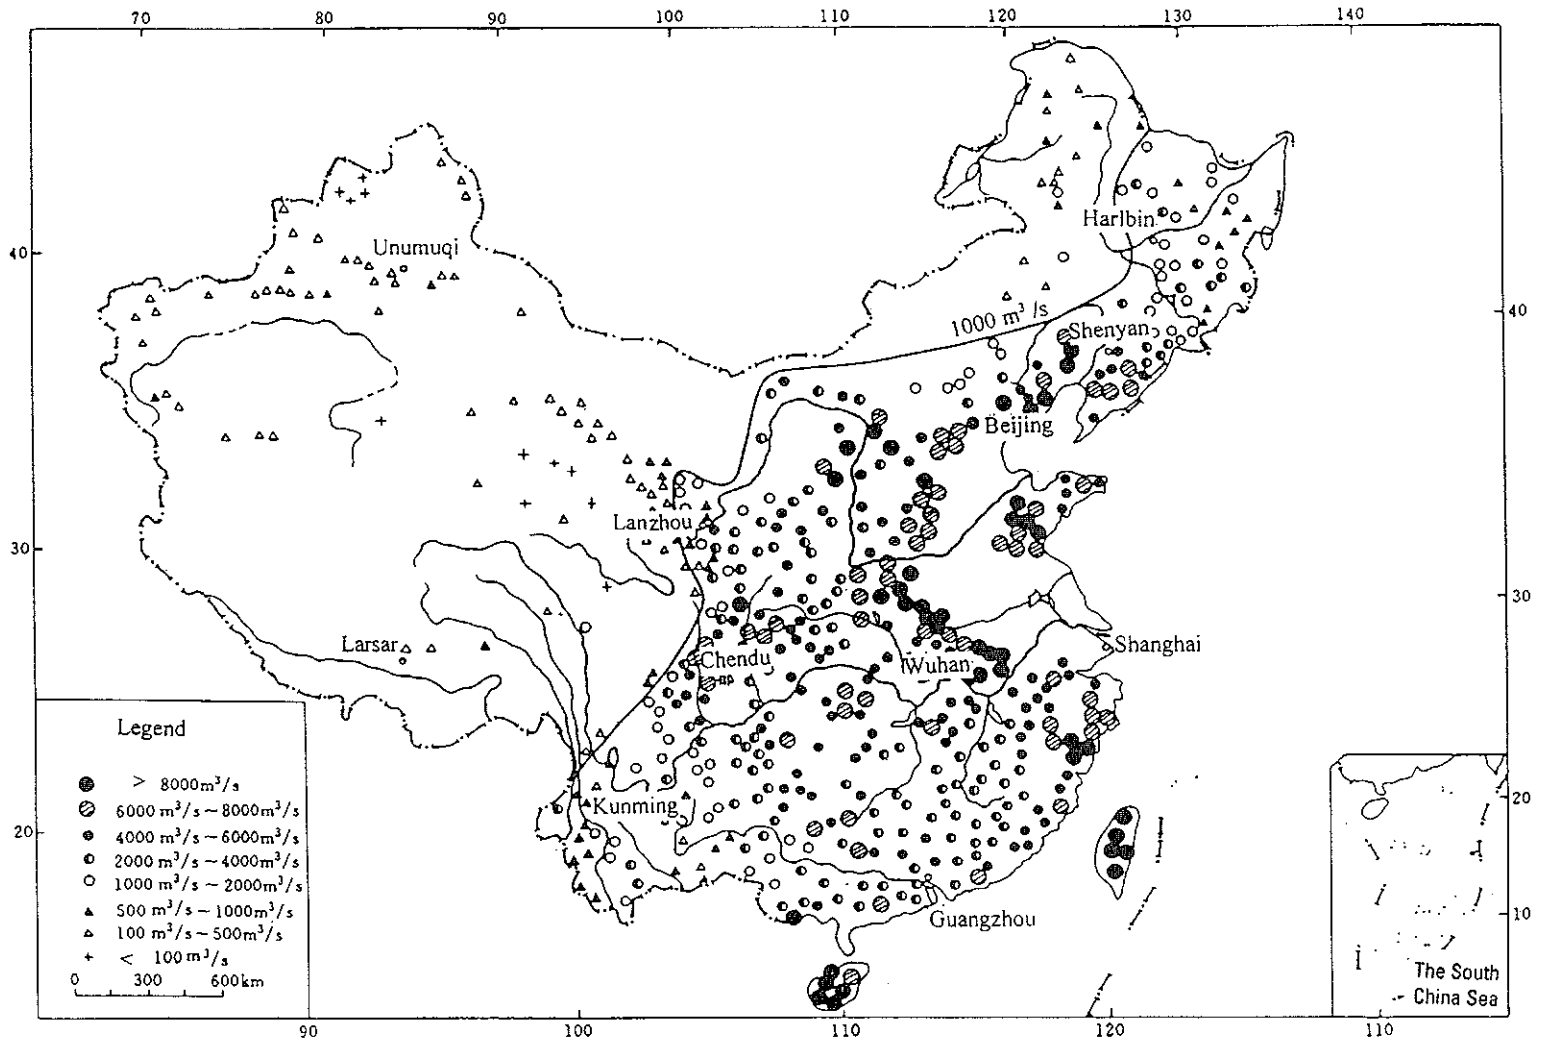 70 80 90 100 110 120 130 140
Harlbin
Unumuqi
40
1000 m³/s
Shenyan
40
Beijing
Lanzhou
30
30
Larsar
Chendu
Wuhan
Shanghai
Legend
> 8000m³/s
6000 m³/s~8000m³/s
4000 m³/s~6000m³/s
2000 m³/s~4000m³/s
1000 m³/s~2000m³/s
500 m³/s~1000m³/s
100 m³/s~500m³/s
< 100m³/s
0 300 600km
Kunming
20
20
Guangzhou
10
The South
China Sea
90 100 110 120 110